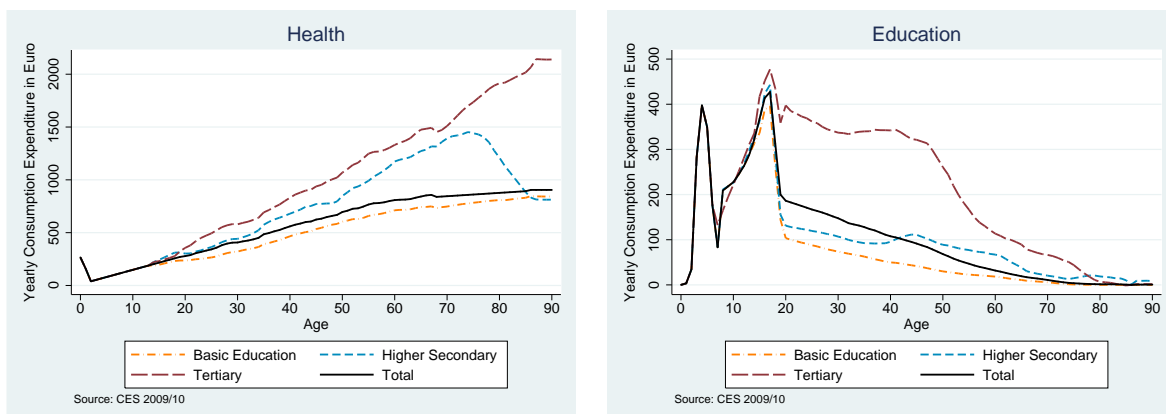 Health
Yearly Consumption Expenditure in Euro
2000
1500
1000
500
0
0 10 20 30 40 50 60 70 80 90
Age
Basic Education Higher Secondary
Tertiary Total
Source: CES 2009/10
Education
Yearly Consumption Expenditure in Euro
500
400
300
200
100
0
0 10 20 30 40 50 60 70 80 90
Age
Basic Education Higher Secondary
Tertiary Total
Source: CES 2009/10